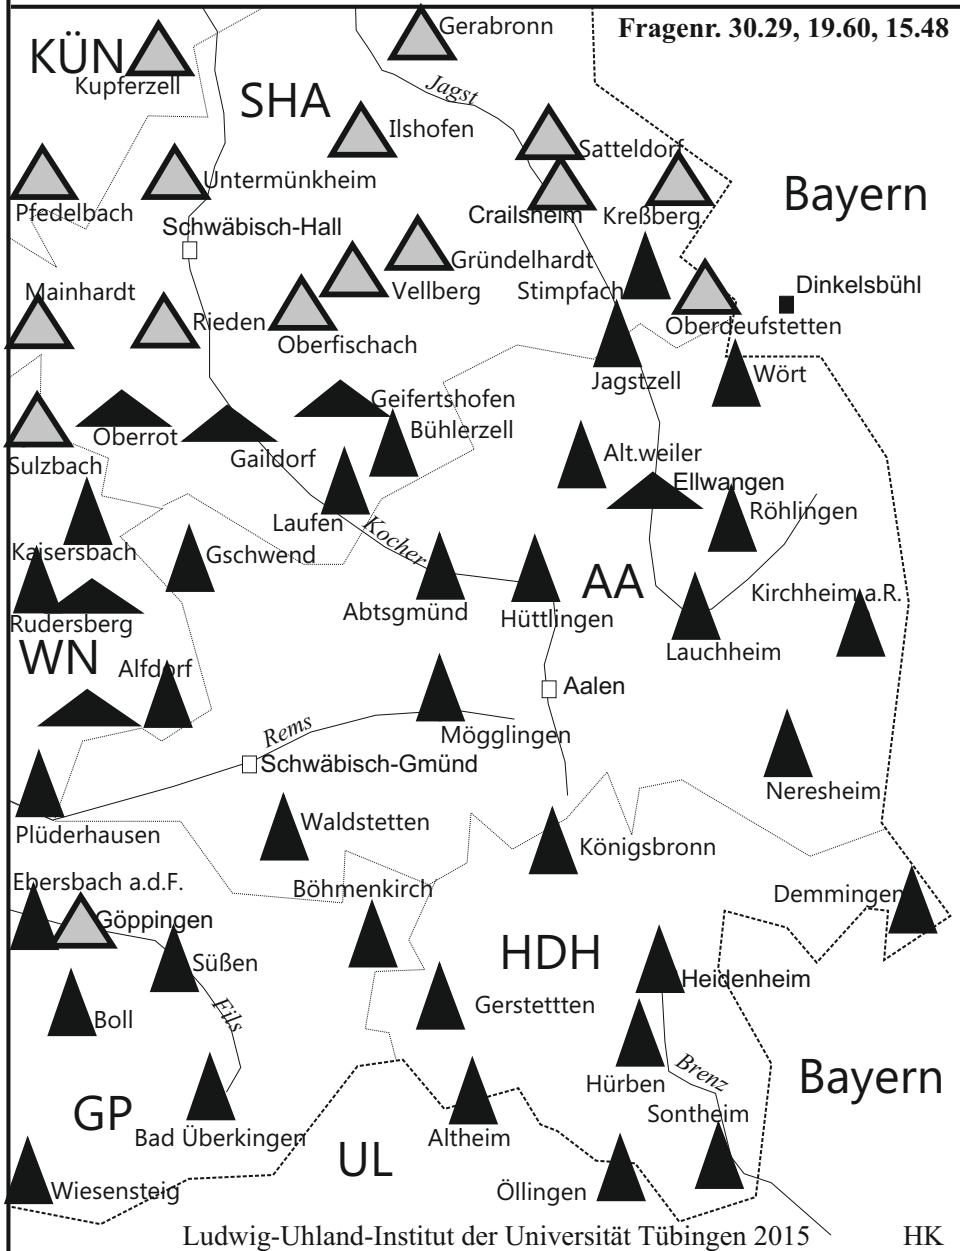 Gerabronn
Fragenr. 30.29, 19.60, 15.48
KÜN
Kupferzell
SHA
Jagst
Ilshofen
Satteldorf
Untermünkheim
Bayern
Pfedelbach
Crailsheim
Kreßberg
Schwäbisch-Hall
Gründelhardt
Stimpfach
Dinkelsbühl
Mainhardt
Vellberg
Rieden
Oberdeufstetten
Oberfischach
Jagstzell
Wört
Geifertshofen
Oberrot
Bühlerzell
Gaildorf
Alt.weiler
Sulzbach
Ellwangen
Röhlingen
Laufen
Kocher
Kaisersbach
Gschwend
AA
Kirchheim a.R.
Abtsgmünd
Hüttlingen
Rudersberg
WN
Lauchheim
Alfdorf
Aalen
Rems
Mögglingen
Schwäbisch-Gmünd
Neresheim
Waldstetten
Plüderhausen
Königsbronn
Ebersbach a.d.F.
Böhmenkirch
Demmingen
Göppingen
HDH
Süßen
Heidenheim
Gerstettten
Fils
Boll
Brenz
Hürben
Bayern
GP
Sontheim
Bad Überkingen
Altheim
UL
Wiesensteig
Öllingen
Ludwig-Uhland-Institut der Universität Tübingen 2015
HK